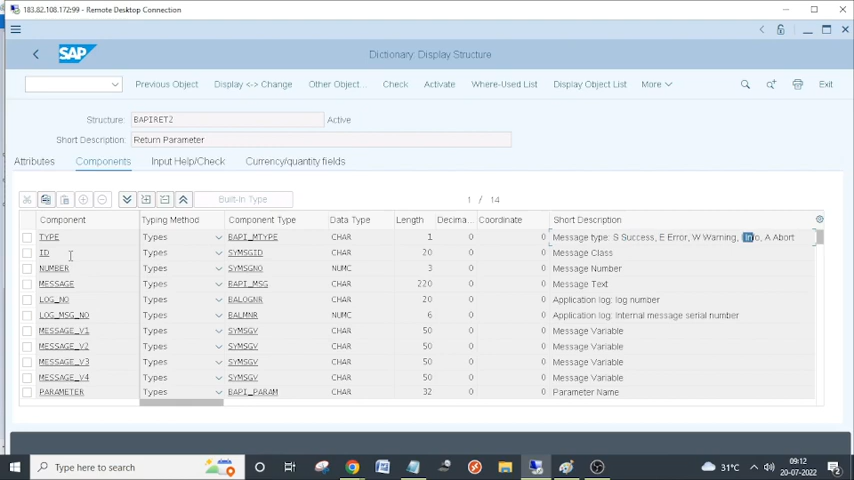 183.82.108.172:99 - Remote Desktop Connection
SAP
Dictionary: Display Structure
Previous Object Display <-> Change Other Object... Check Activate Where-Used List Display Object List More Exit
Structure: BAPIRET2 Active
Short Description: Return Parameter
Attributes Components Input Help/Check Currency/quantity fields
Built-In Type 1 / 14
Component Typing Method Component Type Data Type Length Decima... Coordinate Short Description
TYPE Types BAPI_MTYPE CHAR 1 0 0 Message type: S Success, E Error, W Warning, I Info, A Abort
ID Types SYMSGID CHAR 20 0 0 Message Class
NUMBER Types SYMSGNO NUMC 3 0 0 Message Number
MESSAGE Types BAPI_MSG CHAR 220 0 0 Message Text
LOG_NO Types BALOGNR CHAR 20 0 0 Application log: log number
LOG_MSG_NO Types BALMNR NUMC 6 0 0 Application log: Internal message serial number
MESSAGE_V1 Types SYMSGV CHAR 50 0 0 Message Variable
MESSAGE_V2 Types SYMSGV CHAR 50 0 0 Message Variable
MESSAGE_V3 Types SYMSGV CHAR 50 0 0 Message Variable
MESSAGE_V4 Types SYMSGV CHAR 50 0 0 Message Variable
PARAMETER Types BAPI_PARAM CHAR 32 0 0 Parameter Name
Type here to search
31°C
09:12
20-07-2022
2